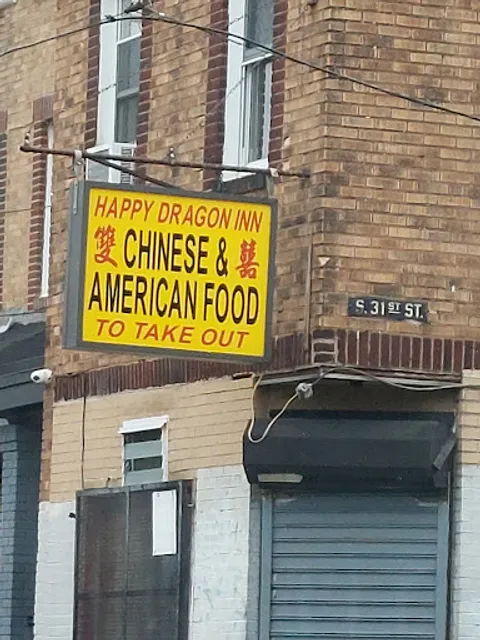 HAPPY DRAGON INN
雙 CHINESE & 囍
AMERICAN FOOD
TO TAKE OUT
S. 31ST ST.